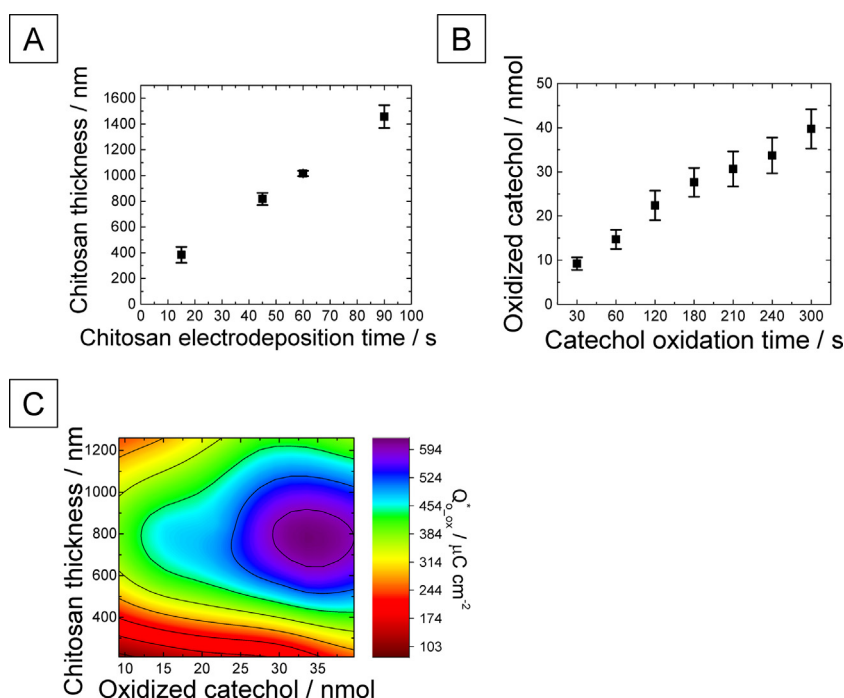 A
B
Chitosan thickness / nm
1600
1400
1200
1000
800
600
400
200
0
0 10 20 30 40 50 60 70 80 90 100
Chitosan electrodeposition time / s
Oxidized catechol / nmol
50
40
30
20
10
0
30 60 120 180 210 240 300
Catechol oxidation time / s
C
Chitosan thickness / nm
1200
1000
800
600
400
10 15 20 25 30 35
Oxidized catechol / nmol
594
524
454
384
314
244
174
103
Q*o_ox / µC cm-2